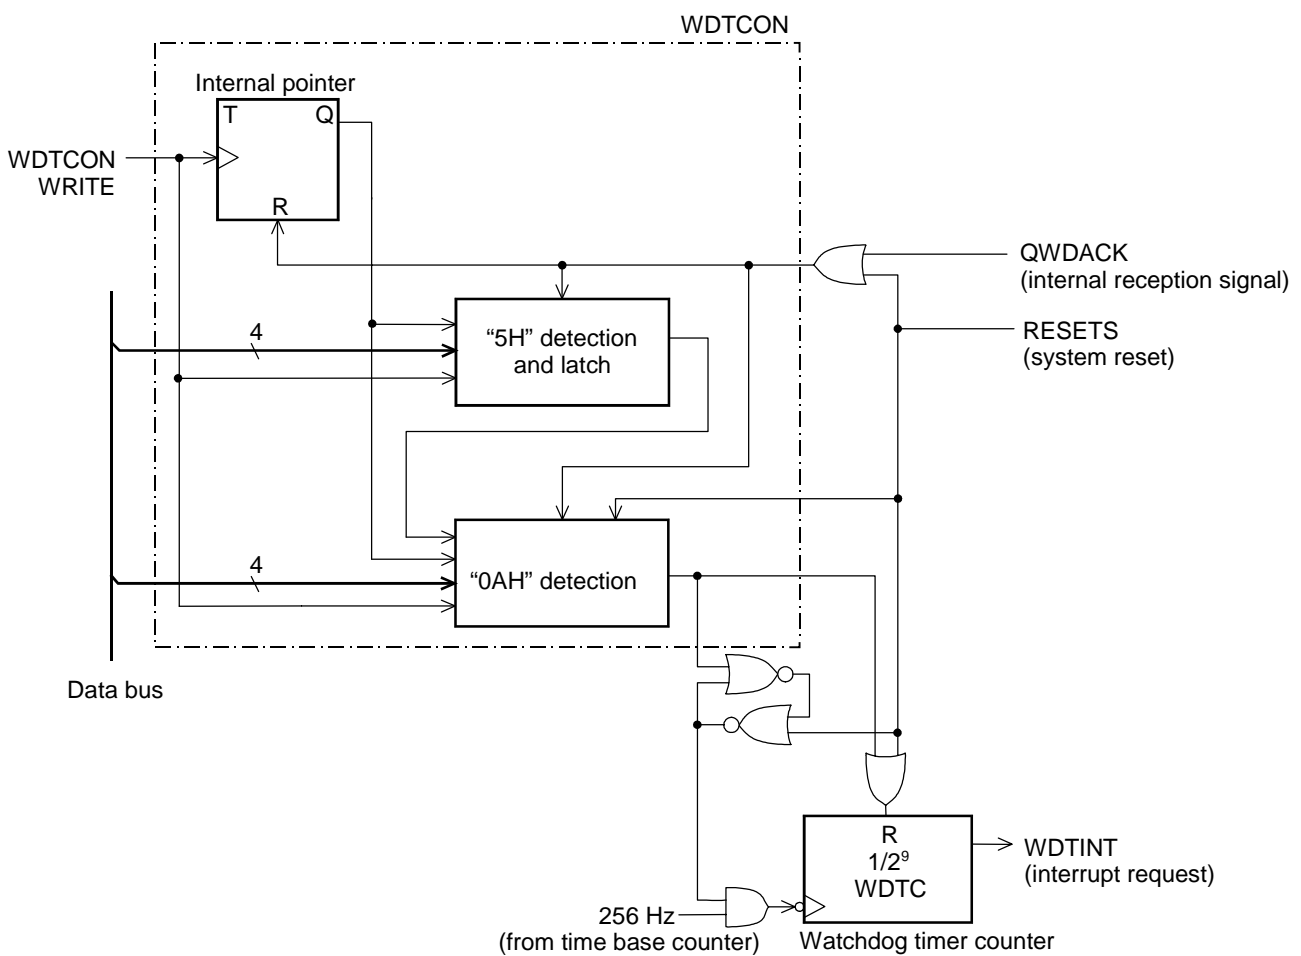 WDTCON
Internal pointer
T Q
WDTCON
WRITE
R
QWDACK
(internal reception signal)
4
“5H” detection
and latch
RESETS
(system reset)
4
“0AH” detection
Data bus
R
1/2⁹
WDTC
WDTINT
(interrupt request)
256 Hz
(from time base counter)
Watchdog timer counter